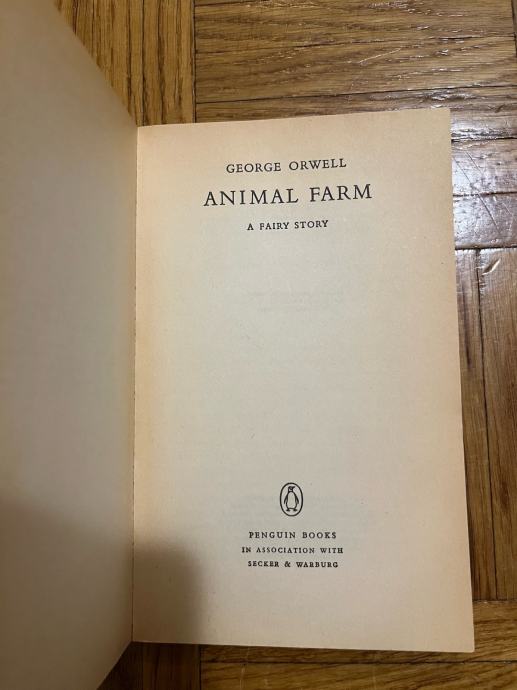 GEORGE ORWELL
ANIMAL FARM
A FAIRY STORY
PENGUIN BOOKS
IN ASSOCIATION WITH
SECKER & WARBURG